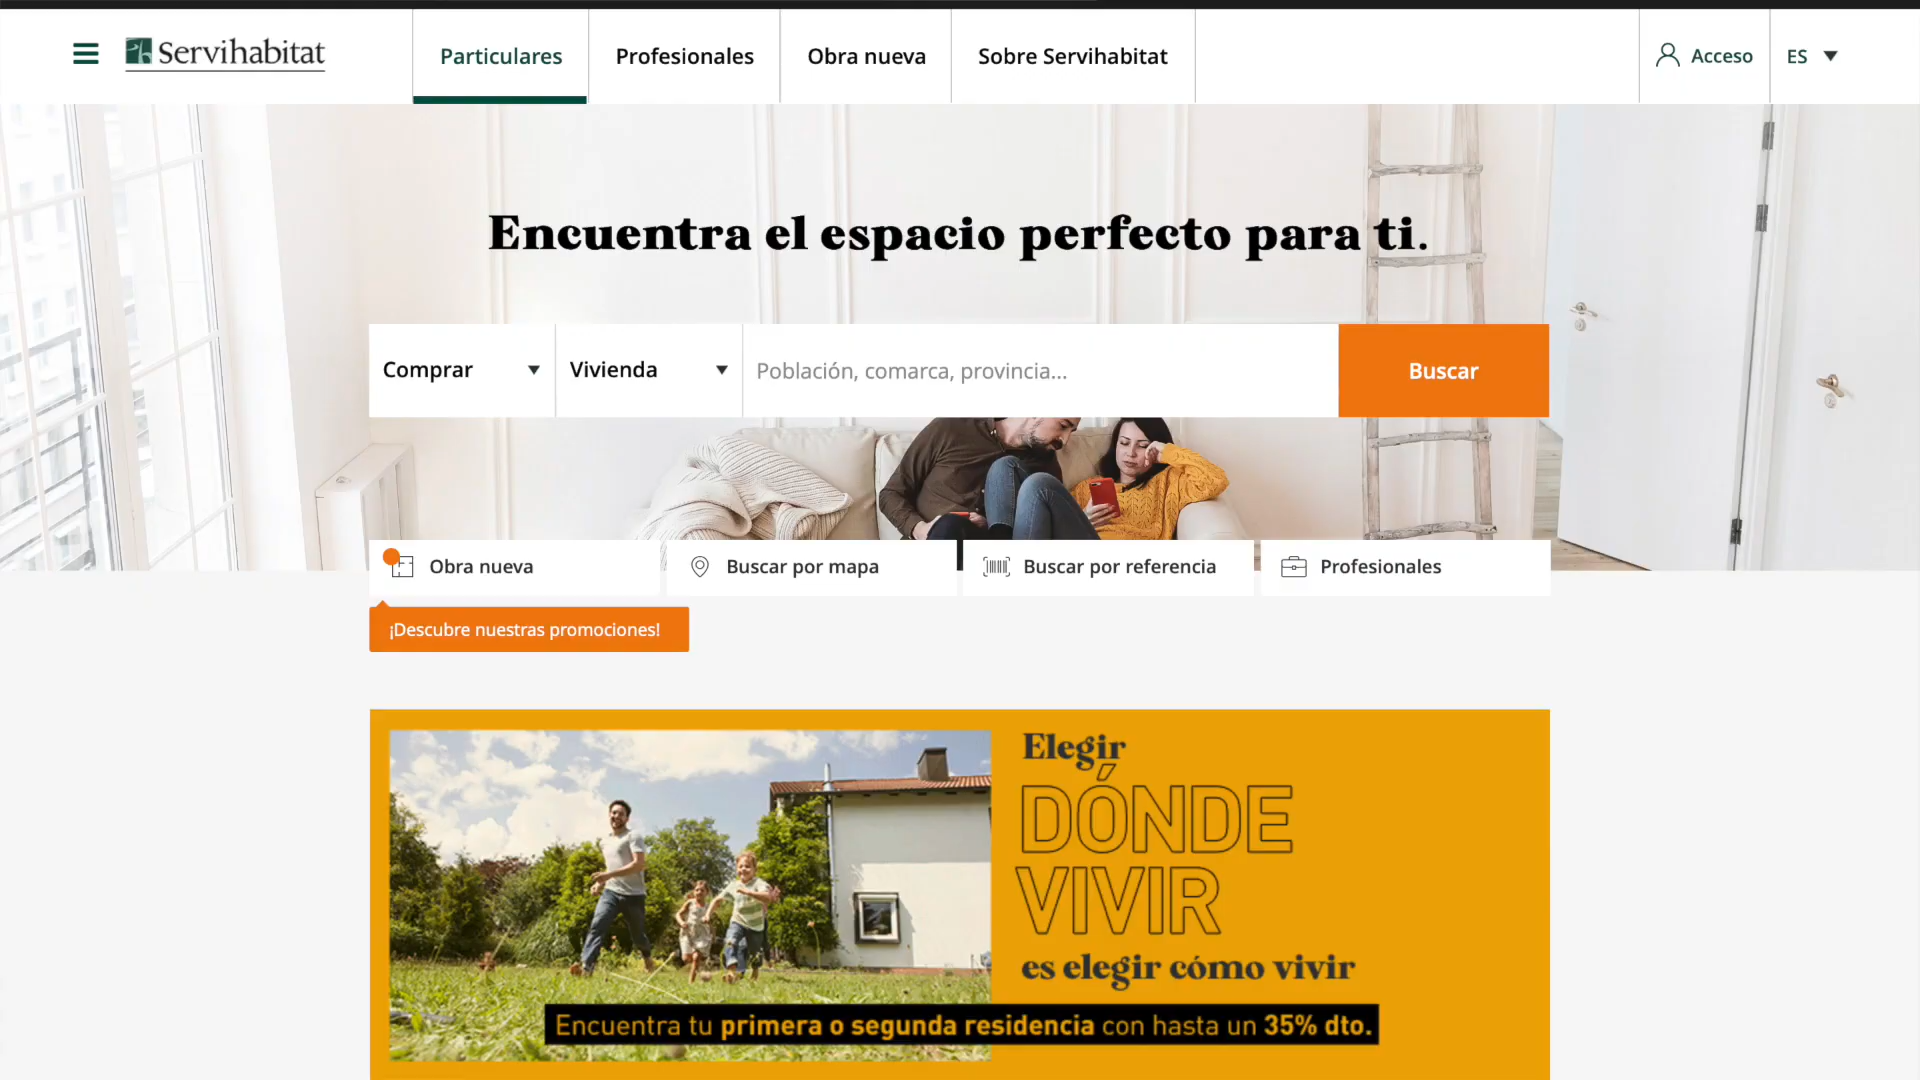 Servihabitat
Particulares
Profesionales
Obra nueva
Sobre Servihabitat
Acceso
ES
Encuentra el espacio perfecto para ti.
Comprar
Vivienda
Población, comarca, provincia...
Buscar
Obra nueva
Buscar por mapa
Buscar por referencia
Profesionales
¡Descubre nuestras promociones!
Elegir
DÓNDE
VIVIR
es elegir cómo vivir
Encuentra tu primera o segunda residencia con hasta un 35% dto.